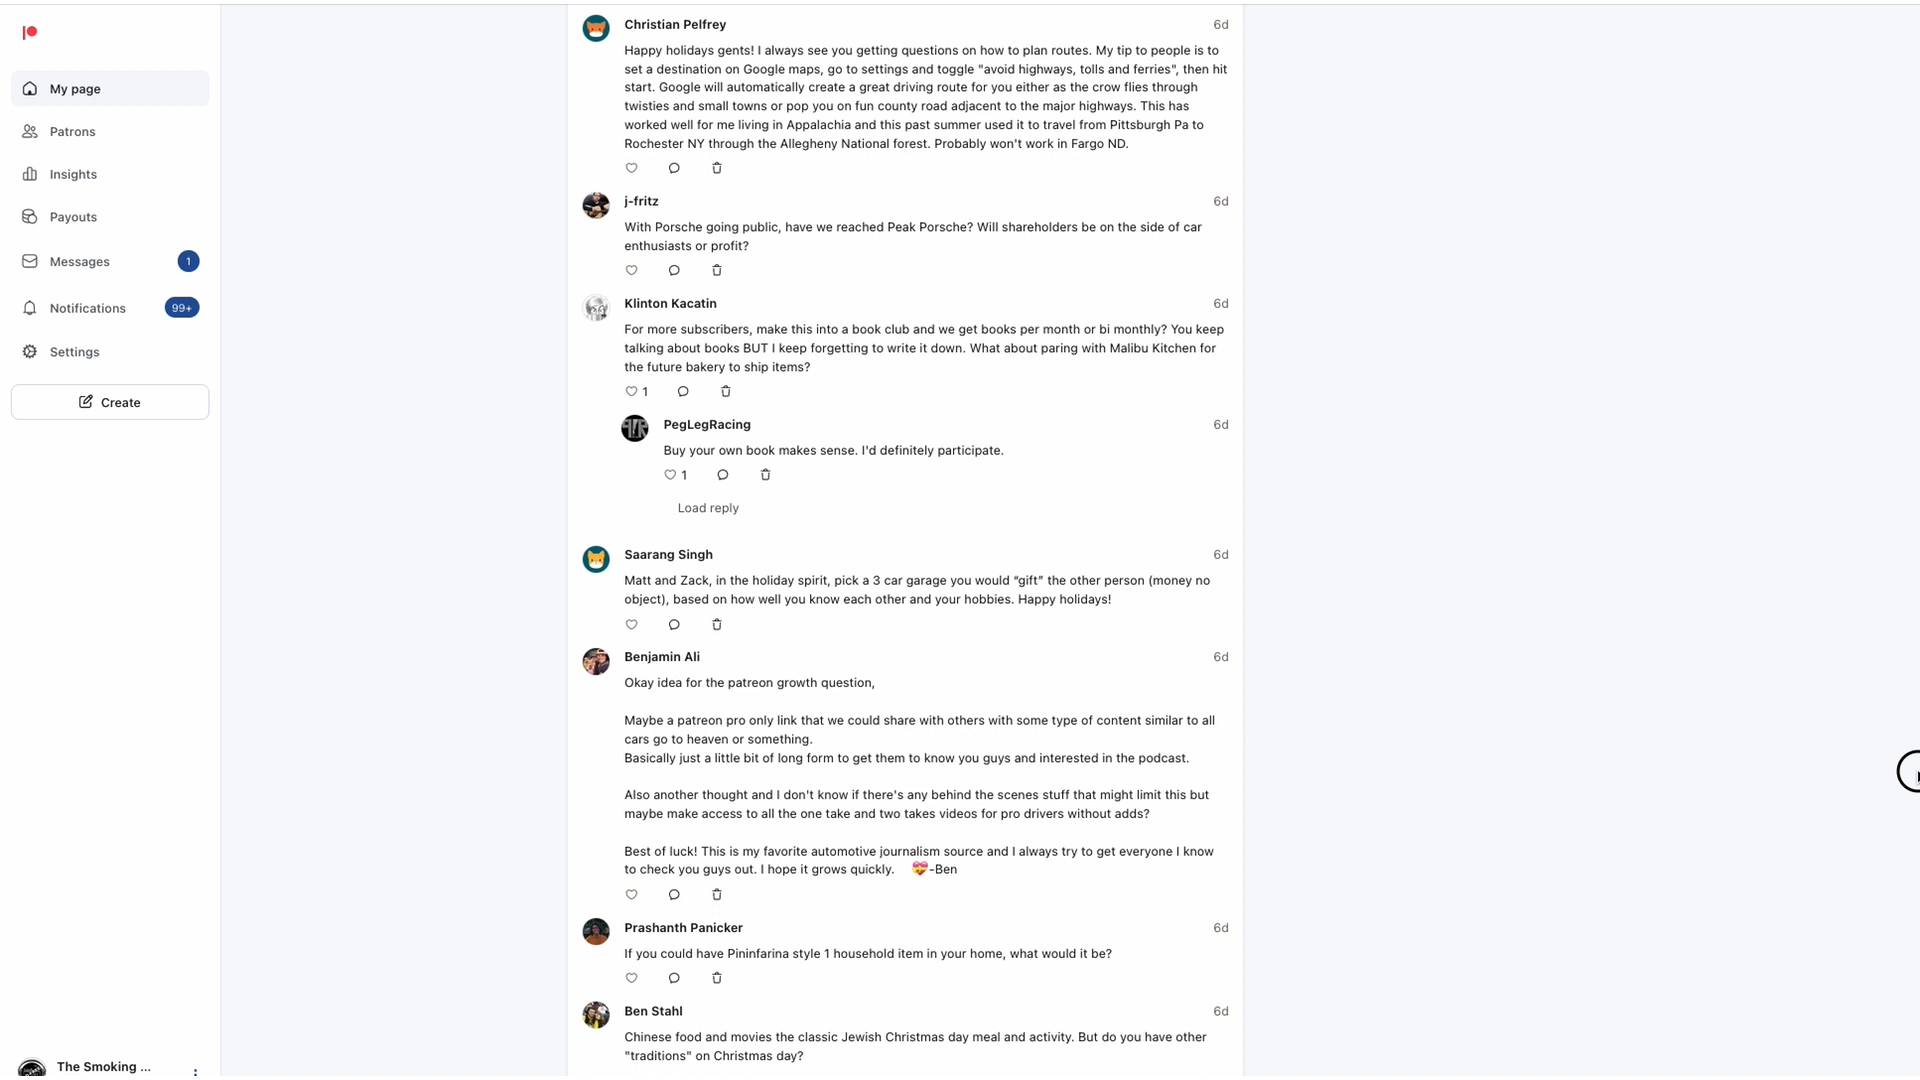 My page
Patrons
Insights
Payouts
Messages
1
Notifications
99+
Settings
Create
The Smoking ...
Christian Pelfrey
6d
Happy holidays gents! I always see you getting questions on how to plan routes. My tip to people is to
set a destination on Google maps, go to settings and toggle "avoid highways, tolls and ferries", then hit
start. Google will automatically create a great driving route for you either as the crow flies through
twisties and small towns or pop you on fun county road adjacent to the major highways. This has
worked well for me living in Appalachia and this past summer used it to travel from Pittsburgh Pa to
Rochester NY through the Allegheny National forest. Probably won't work in Fargo ND.
j-fritz
6d
With Porsche going public, have we reached Peak Porsche? Will shareholders be on the side of car
enthusiasts or profit?
Klinton Kacatin
6d
For more subscribers, make this into a book club and we get books per month or bi monthly? You keep
talking about books BUT I keep forgetting to write it down. What about paring with Malibu Kitchen for
the future bakery to ship items?
1
PegLegRacing
6d
Buy your own book makes sense. I'd definitely participate.
1
Load reply
Saarang Singh
6d
Matt and Zack, in the holiday spirit, pick a 3 car garage you would “gift” the other person (money no
object), based on how well you know each other and your hobbies. Happy holidays!
Benjamin Ali
6d
Okay idea for the patreon growth question,
Maybe a patreon pro only link that we could share with others with some type of content similar to all
cars go to heaven or something.
Basically just a little bit of long form to get them to know you guys and interested in the podcast.
Also another thought and I don't know if there's any behind the scenes stuff that might limit this but
maybe make access to all the one take and two takes videos for pro drivers without adds?
Best of luck! This is my favorite automotive journalism source and I always try to get everyone I know
to check you guys out. I hope it grows quickly. 💝-Ben
Prashanth Panicker
6d
If you could have Pininfarina style 1 household item in your home, what would it be?
Ben Stahl
6d
Chinese food and movies the classic Jewish Christmas day meal and activity. But do you have other
"traditions" on Christmas day?